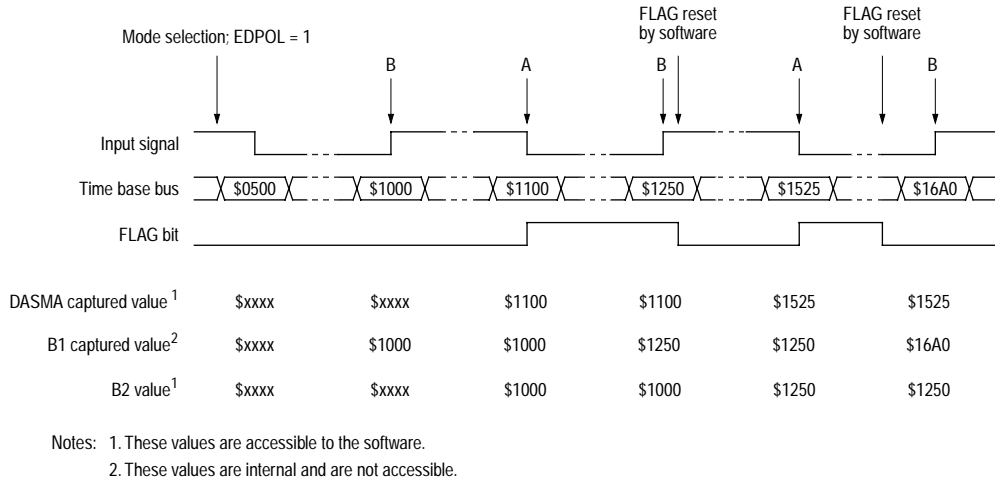 Mode selection; EDPOL = 1
FLAG reset
by software
FLAG reset
by software
B A B A B
Input signal
Time base bus $0500 $1000 $1100 $1250 $1525 $16A0
FLAG bit
DASMA captured value 1 $xxxx $xxxx $1100 $1100 $1525 $1525
B1 captured value2 $xxxx $1000 $1000 $1250 $1250 $16A0
B2 value1 $xxxx $xxxx $1000 $1000 $1250 $1250
Notes: 1. These values are accessible to the software.
2. These values are internal and are not accessible.